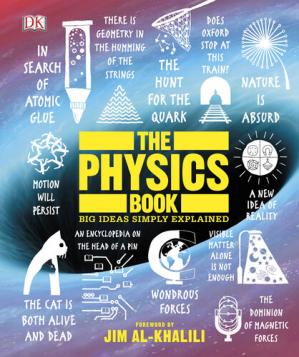 DK
THERE IS
GEOMETRY IN
THE HUMMING
OF THE
STRINGS
DOES
OXFORD
STOP AT
THIS
TRAIN?
IN
SEARCH
OF
ATOMIC
GLUE
THE
HUNT
FOR THE
QUARK
NATURE
IS
ABSURD
THE
PHYSICS
BOOK
BIG IDEAS SIMPLY EXPLAINED
MOTION
WILL
PERSIST
A NEW
IDEA OF
REALITY
AN ENCYCLOPEDIA
ON THE
HEAD OF A PIN
VISIBLE
MATTER
ALONE
IS NOT
ENOUGH
WONDROUS
FORCES
THE CAT IS
BOTH ALIVE
AND DEAD
THE
DOMINION
OF MAGNETIC
FORCES
FOREWORD BY
JIM AL-KHALILI